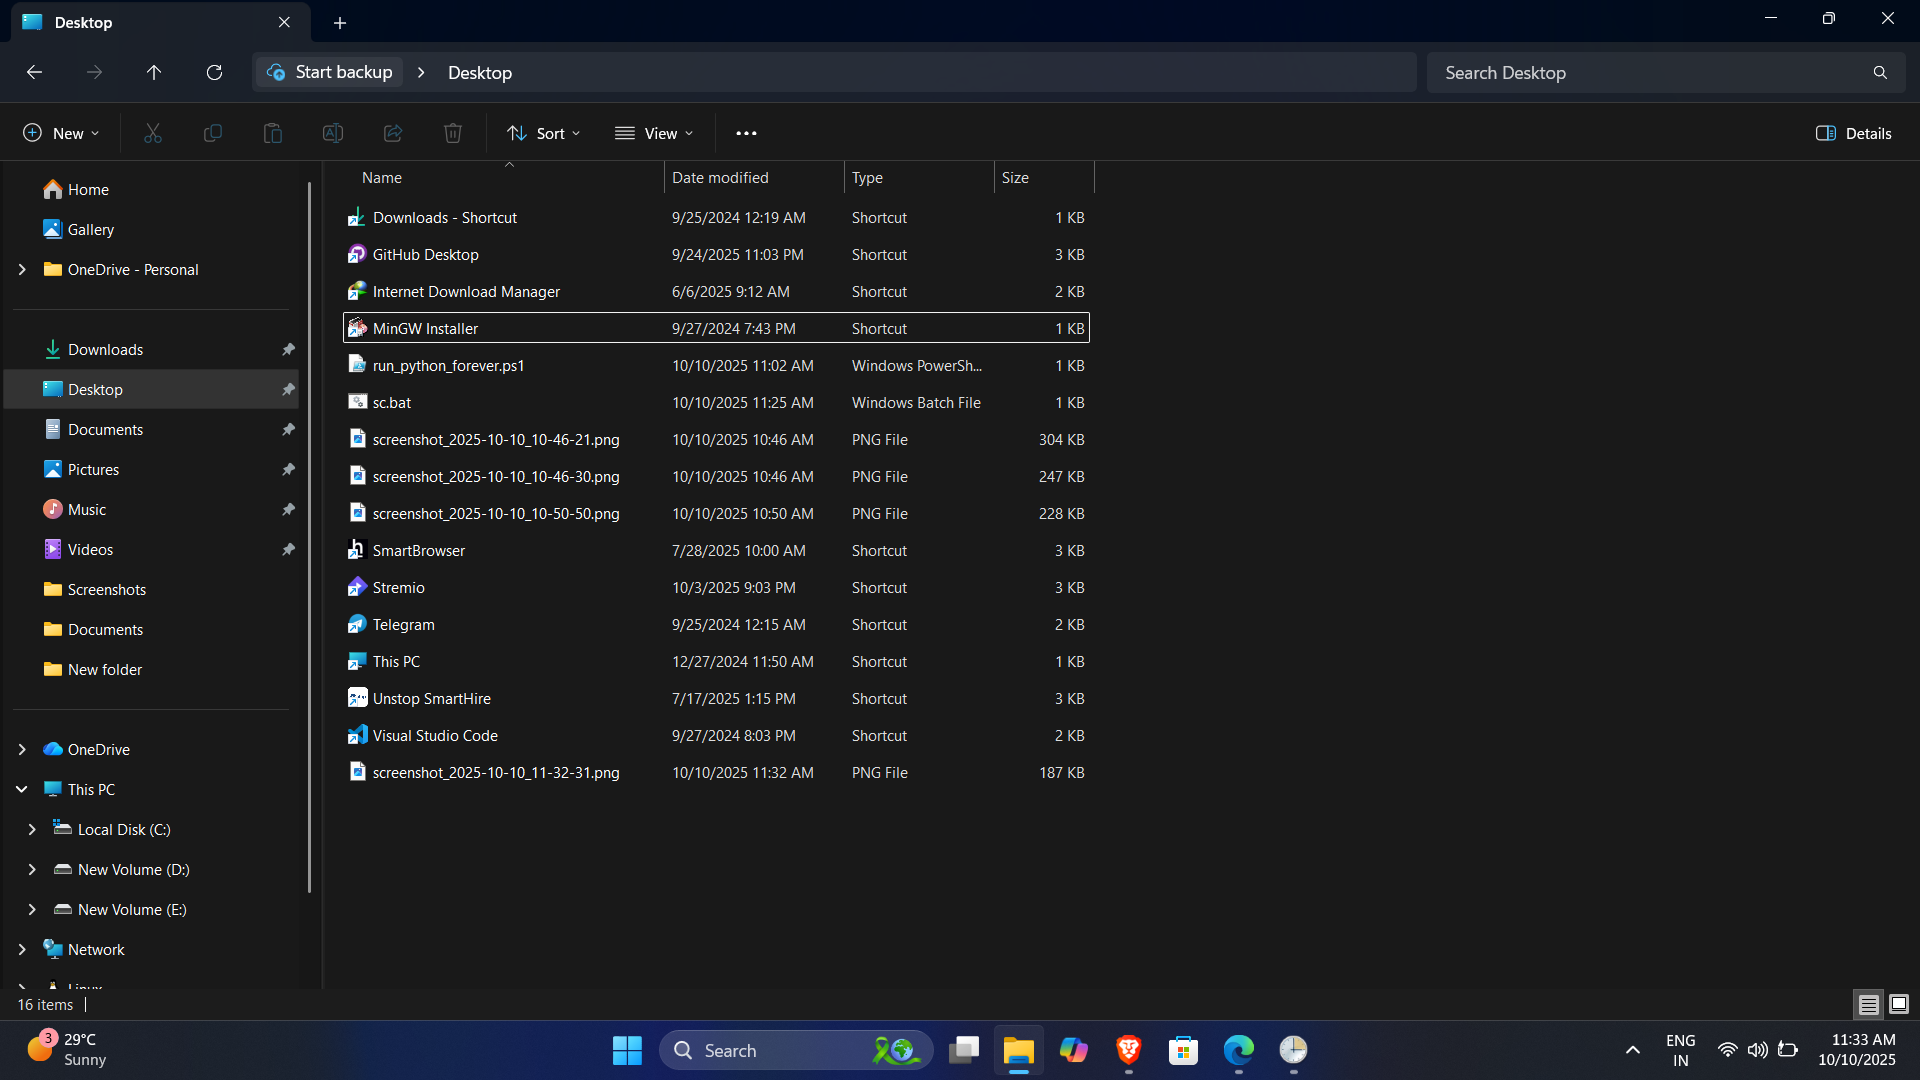 Desktop
Start backup > Desktop
Search Desktop
New
Sort
View
Details
Home
Gallery
OneDrive - Personal
Downloads
Desktop
Documents
Pictures
Music
Videos
Screenshots
Documents
New folder
OneDrive
This PC
Local Disk (C:)
New Volume (D:)
New Volume (E:)
Network
Linux
Name Date modified Type Size
Downloads - Shortcut 9/25/2024 12:19 AM Shortcut 1 KB
GitHub Desktop 9/24/2025 11:03 PM Shortcut 3 KB
Internet Download Manager 6/6/2025 9:12 AM Shortcut 2 KB
MinGW Installer 9/27/2024 7:43 PM Shortcut 1 KB
run_python_forever.ps1 10/10/2025 11:02 AM Windows PowerSh... 1 KB
sc.bat 10/10/2025 11:25 AM Windows Batch File 1 KB
screenshot_2025-10-10_10-46-21.png 10/10/2025 10:46 AM PNG File 304 KB
screenshot_2025-10-10_10-46-30.png 10/10/2025 10:46 AM PNG File 247 KB
screenshot_2025-10-10_10-50-50.png 10/10/2025 10:50 AM PNG File 228 KB
SmartBrowser 7/28/2025 10:00 AM Shortcut 3 KB
Stremio 10/3/2025 9:03 PM Shortcut 3 KB
Telegram 9/25/2024 12:15 AM Shortcut 2 KB
This PC 12/27/2024 11:50 AM Shortcut 1 KB
Unstop SmartHire 7/17/2025 1:15 PM Shortcut 3 KB
Visual Studio Code 9/27/2024 8:03 PM Shortcut 2 KB
screenshot_2025-10-10_11-32-31.png 10/10/2025 11:32 AM PNG File 187 KB
16 items
3
29°C
Sunny
Search
ENG
IN
11:33 AM
10/10/2025